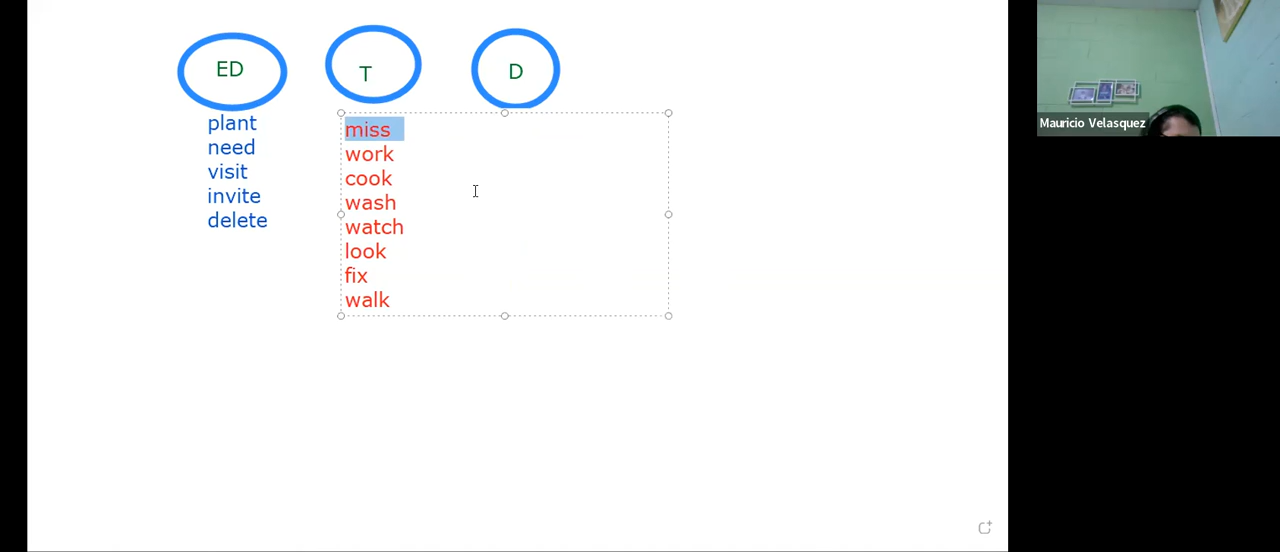 ED
T
D
plant
need
visit
invite
delete
miss
work
cook
wash
watch
look
fix
walk
Mauricio Velasquez